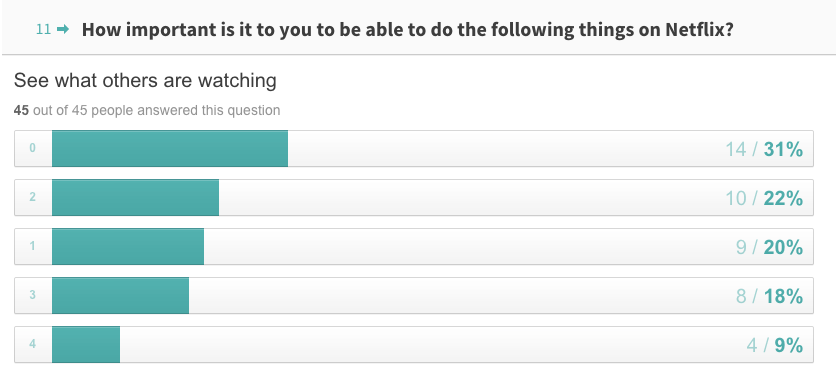 11 → How important is it to you to be able to do the following things on Netflix?
See what others are watching
45 out of 45 people answered this question
0 14 / 31%
2 10 / 22%
1 9 / 20%
3 8 / 18%
4 4 / 9%